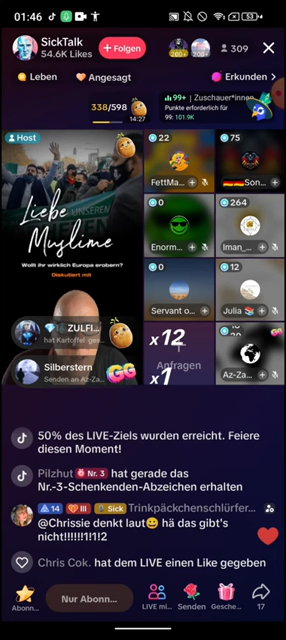 01:46
53
SickTalk
54.6K Likes
+ Folgen
200+
200+
309
Leben
Angesagt
Erkunden >
338/598
14:27
99+ | Zuschauer*innen
Punkte erforderlich für
99: 101.9K
Host
Liebe
Muslime
Wollt ihr wirklich Europa erobern?
Diskutiert mit
22
FettMa...
75
Son...
0
Enorm...
264
Iman_...
0
Servant o...
12
Julia
ZULFI...
hat Kartoffel ges...
Silberstern
Senden an Az-Za...
GG
x12
x1
Anfragen
Az-Za...
50% des LIVE-Ziels wurden erreicht. Feiere
diesen Moment!
Pilzhut Nr. 3 hat gerade das
Nr.-3-Schenkenden-Abzeichen erhalten
14 III Sick Trinkpäckchenschlürfer...
@Chrissie denkt laut😀 hä das gibt's
nicht!!!!!!1!1!2
Chris Cok. hat dem LIVE einen Like gegeben
Abonn...
Nur Abonn...
LIVE mi...
Senden
Gesche...
17